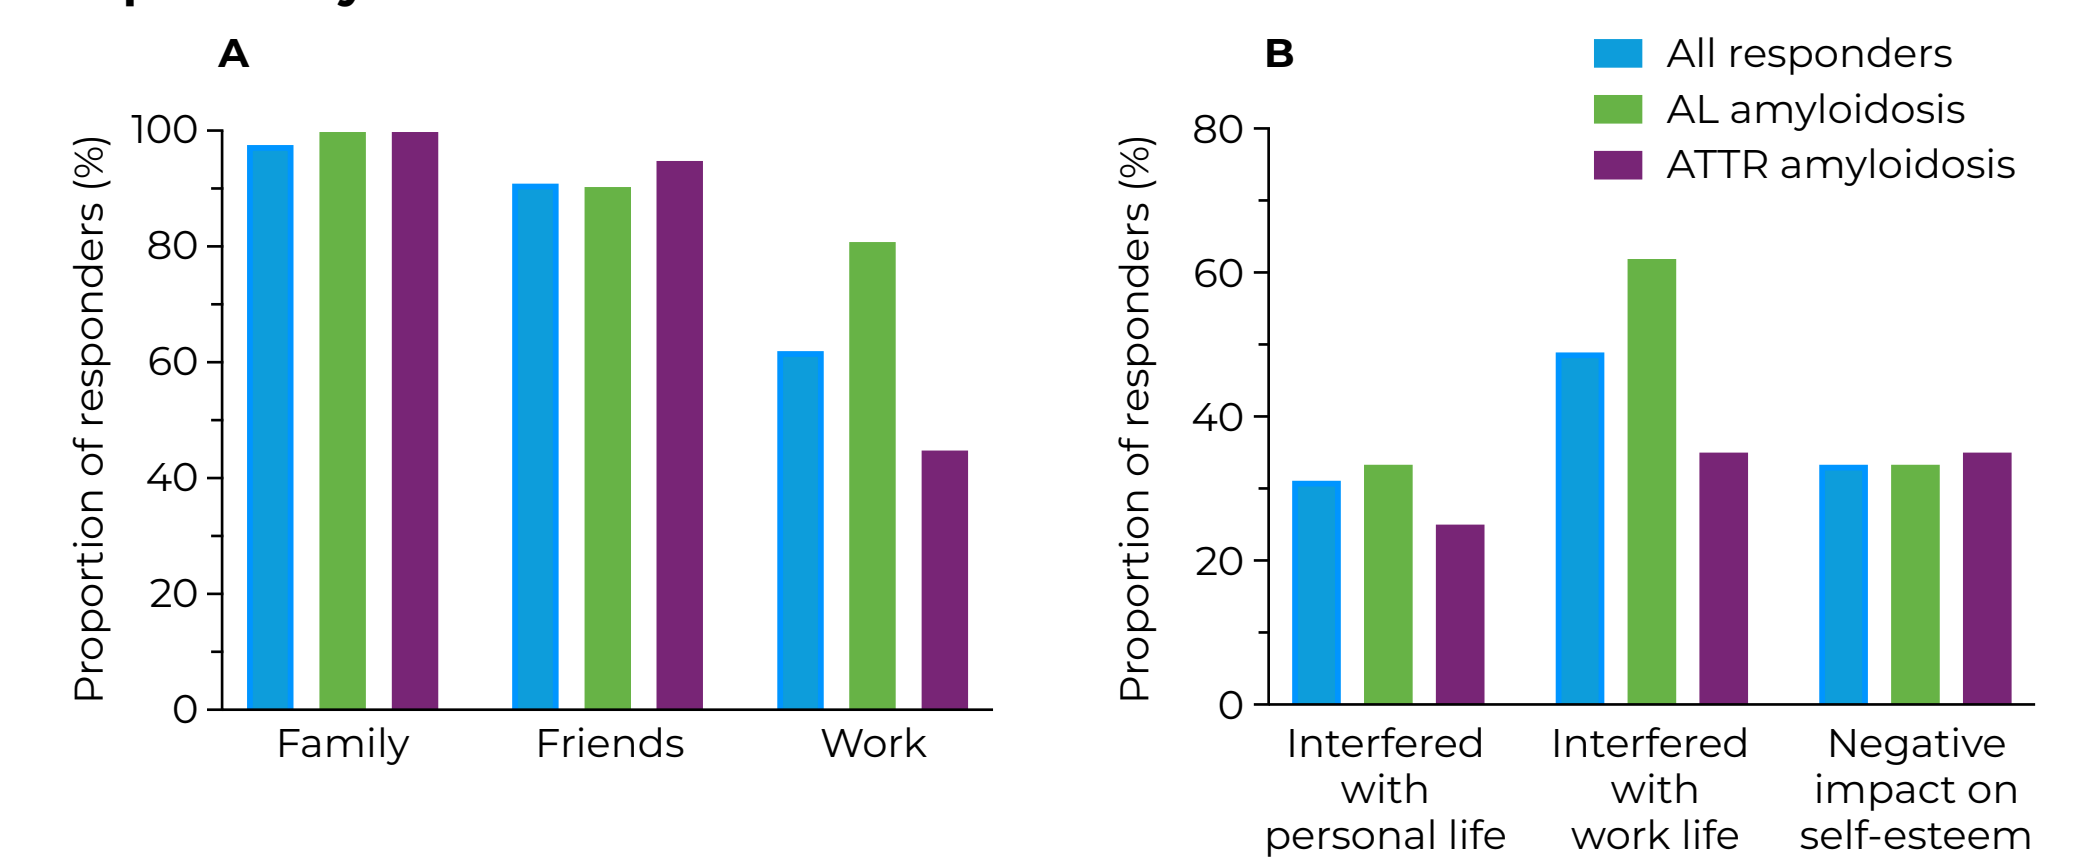 A
Proportion of responders (%)
100
80
60
40
20
0
Family
Friends
Work
B
All responders
AL amyloidosis
ATTR amyloidosis
Proportion of responders (%)
80
60
40
20
0
Interfered
with
personal life
Interfered
with
work life
Negative
impact on
self-esteem